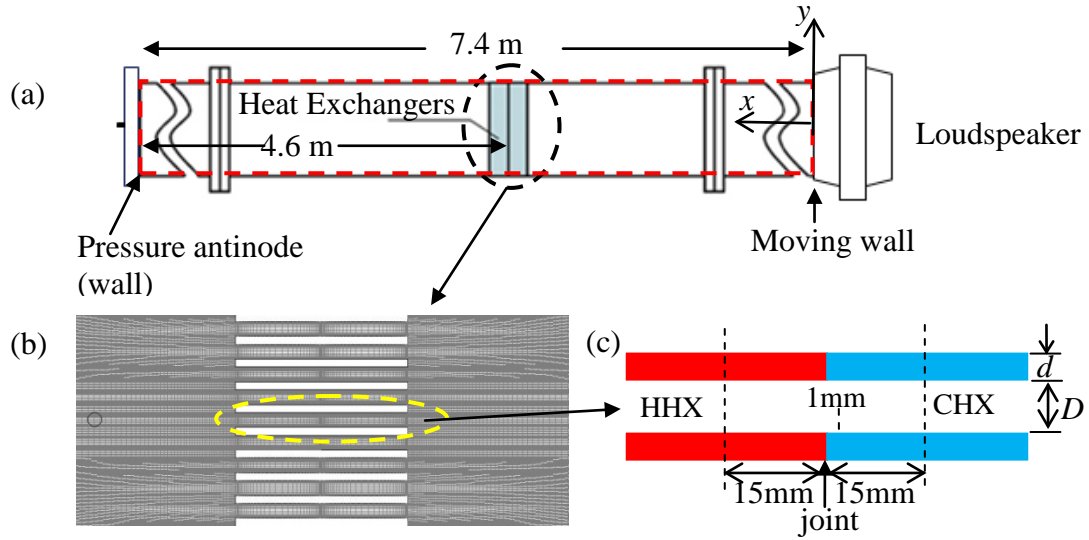 (a)
7.4 m
y
x
Heat Exchangers
4.6 m
Loudspeaker
Pressure antinode
(wall)
Moving wall
(b)
(c)
HHX
1mm
CHX
d
D
15mm
15mm
joint